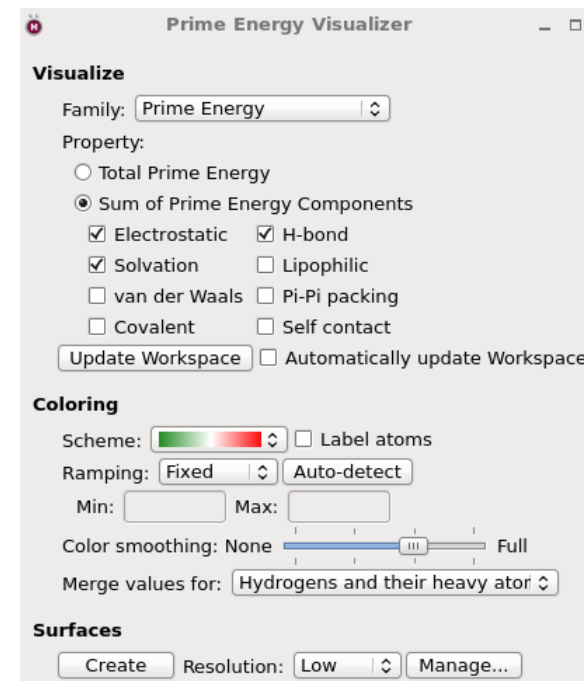 Prime Energy Visualizer
Visualize
Family: Prime Energy
Property:
Total Prime Energy
Sum of Prime Energy Components
Electrostatic H-bond
Solvation Lipophilic
van der Waals Pi-Pi packing
Covalent Self contact
Update Workspace Automatically update Workspace
Coloring
Scheme: Label atoms
Ramping: Fixed Auto-detect
Min: Max:
Color smoothing: None Full
Merge values for: Hydrogens and their heavy ator
Surfaces
Create Resolution: Low Manage...